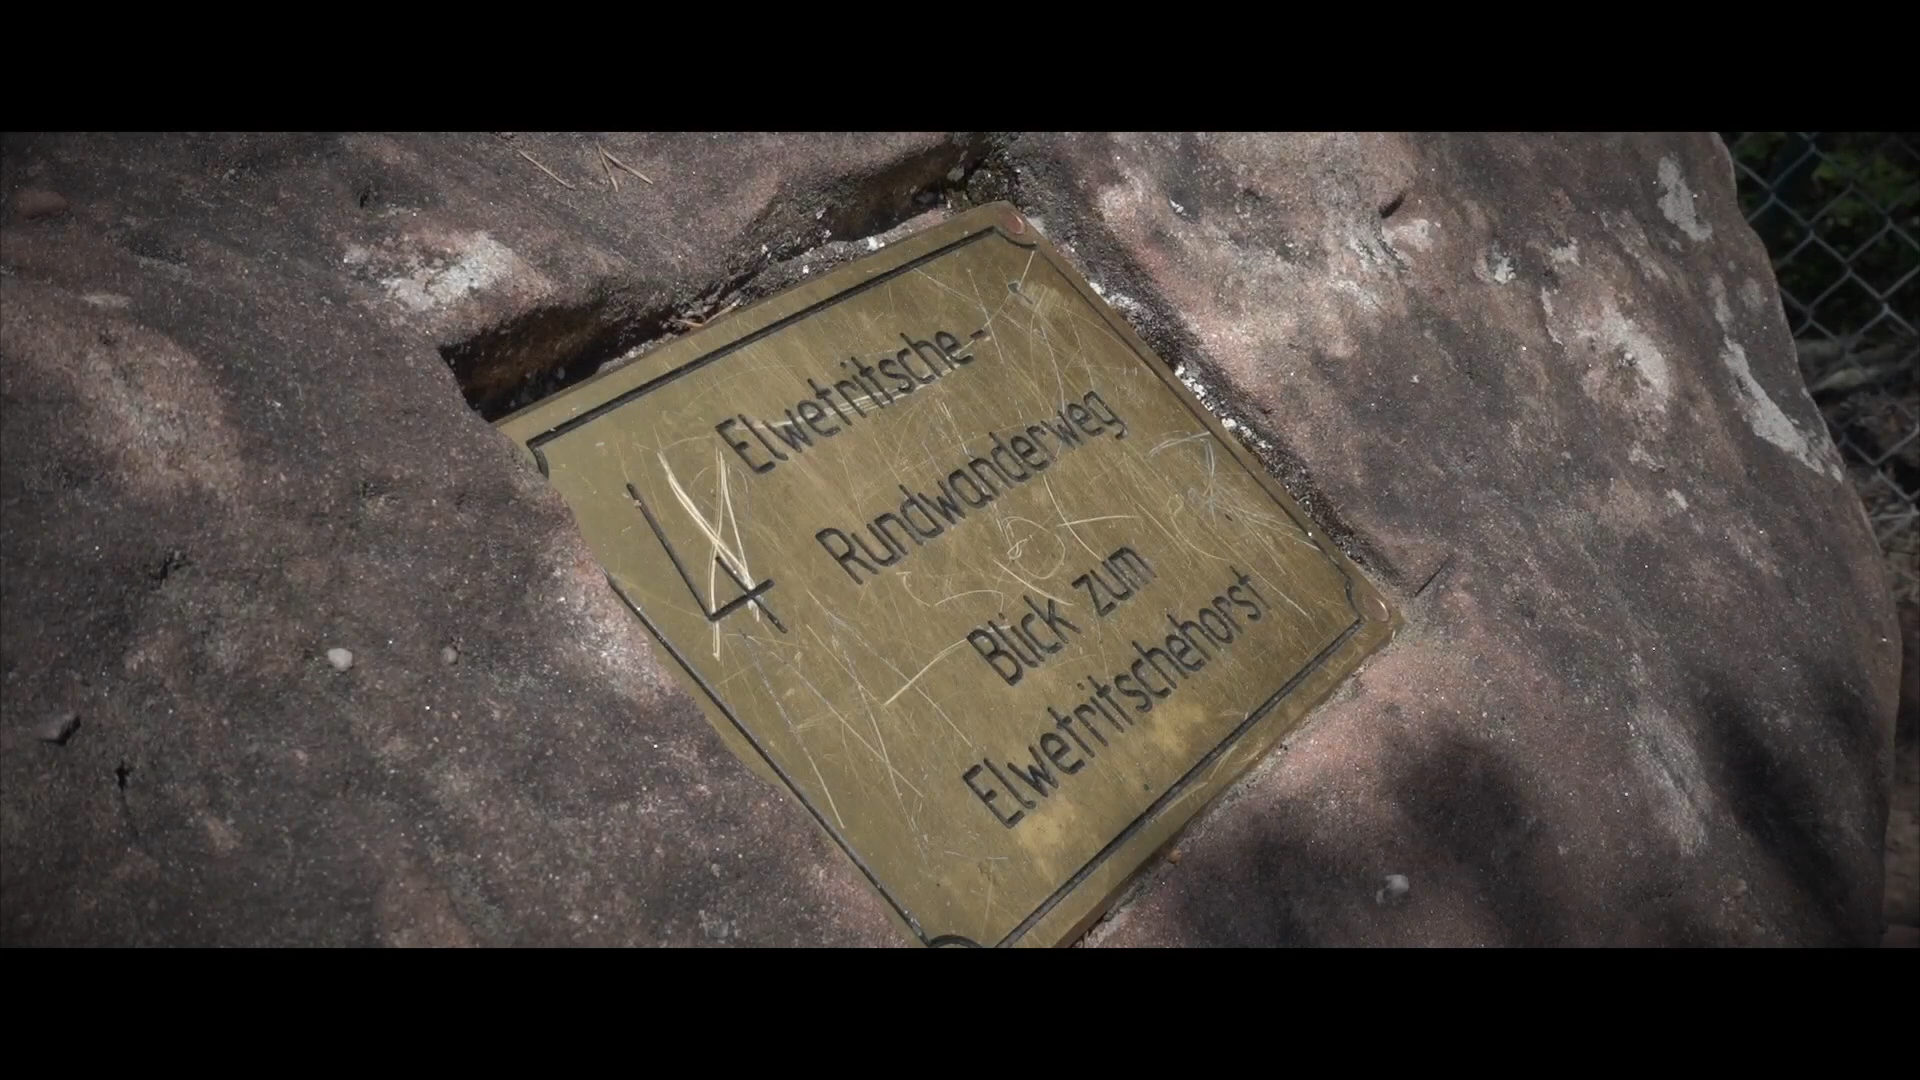 4
Elwetritsche-
Rundwanderweg
Blick zum
Elwetritschehorst